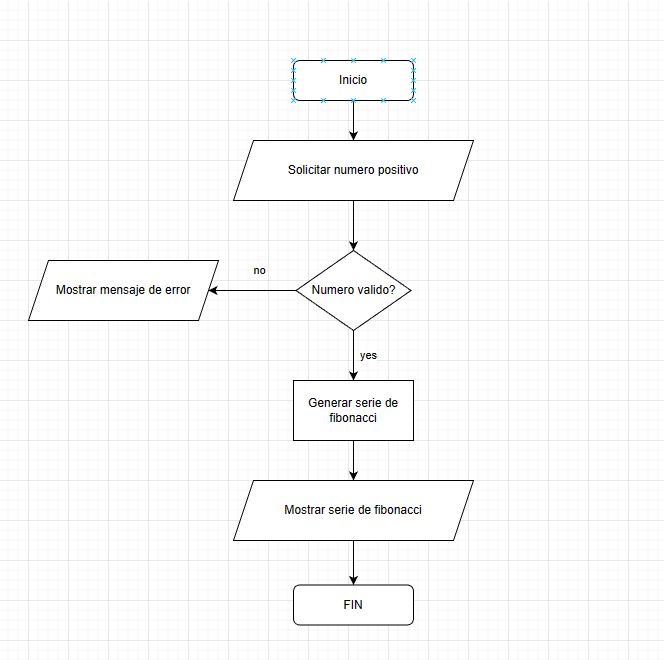 Inicio
Solicitar numero positivo
no
Mostrar mensaje de error
Numero valido?
yes
Generar serie de
fibonacci
Mostrar serie de fibonacci
FIN